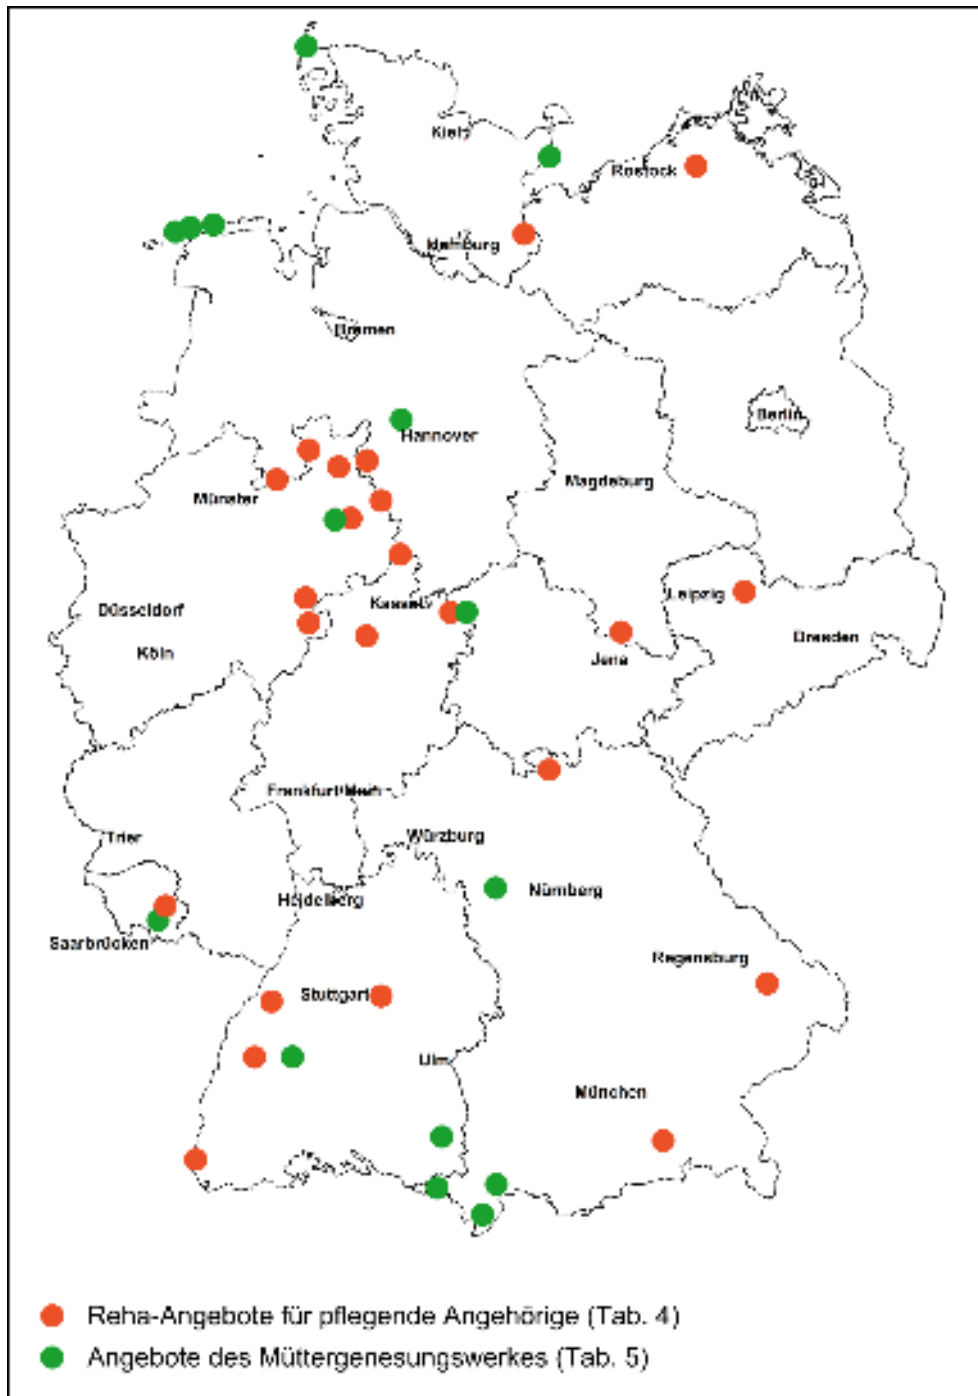 Kiel
Rostock
Hamburg
Bremen
Berlin
Hannover
Magdeburg
Münster
Leipzig
Kassel
Düsseldorf
Dresden
Köln
Jena
Frankfurt/Main
Trier
Würzburg
Heidelberg
Nürnberg
Saarbrücken
Regensburg
Stuttgart
Ulm
München
Reha-Angebote für pflegende Angehörige (Tab. 4)
Angebote des Müttergenesungswerkes (Tab. 5)